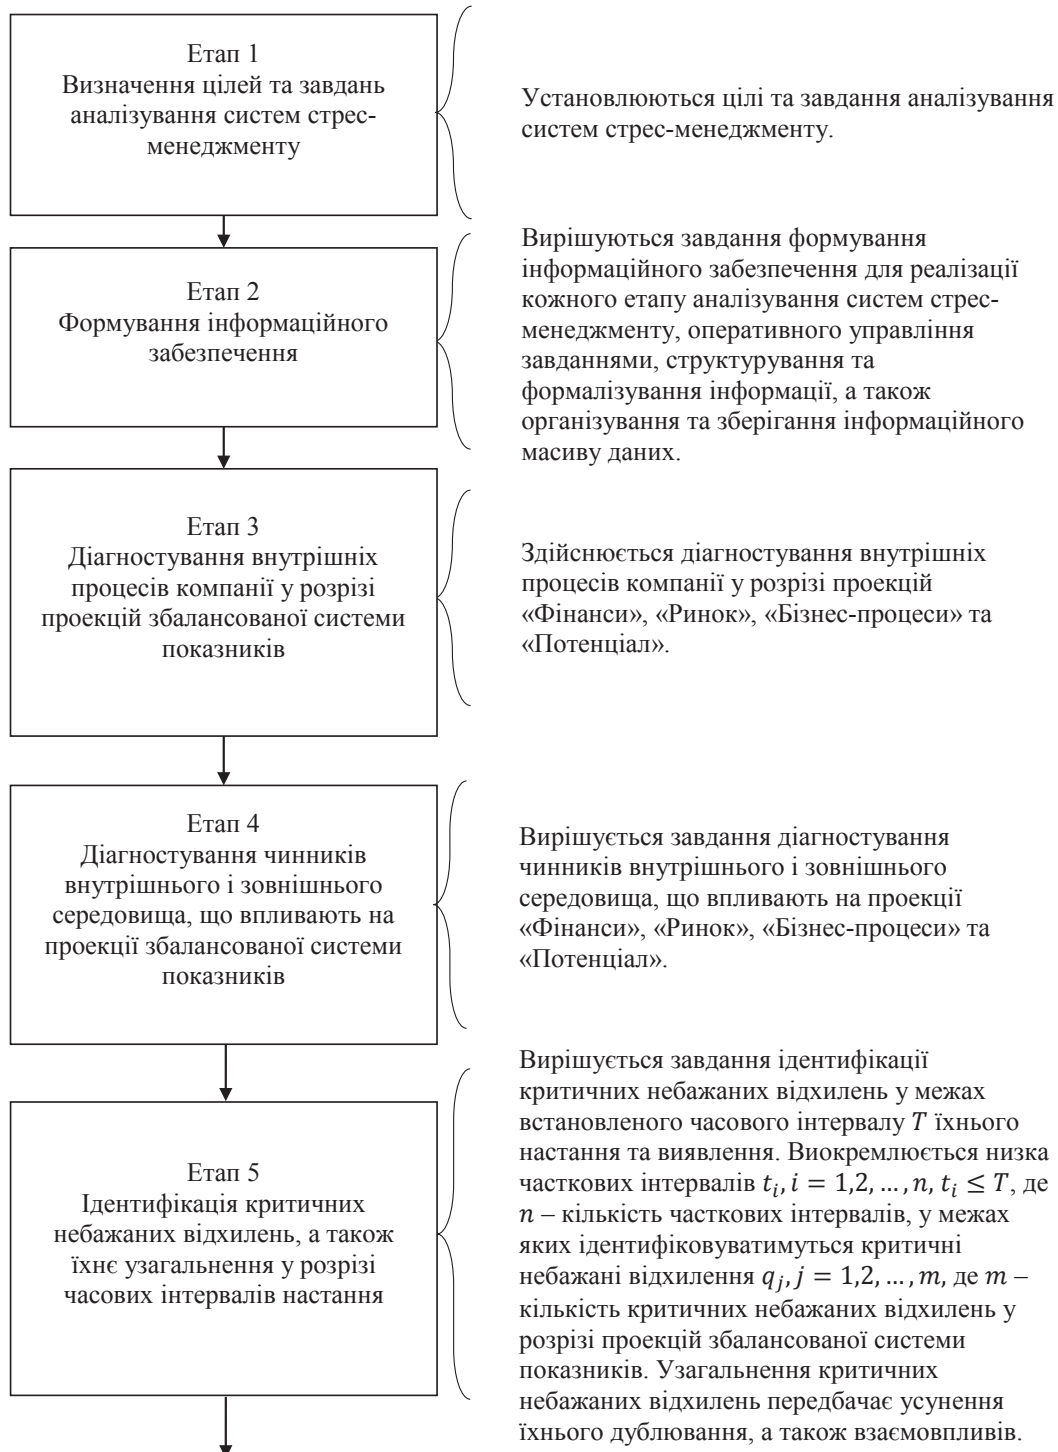 Етап 1
Визначення цілей та завдань
аналізування систем стрес-
менеджменту
Установлюються цілі та завдання аналізування
систем стрес-менеджменту.
Етап 2
Формування інформаційного
забезпечення
Вирішуються завдання формування
інформаційного забезпечення для реалізації
кожного етапу аналізування систем стрес-
менеджменту, оперативного управління
завданнями, структурування та
формалізування інформації, а також
організування та зберігання інформаційного
масиву даних.
Етап 3
Діагностування внутрішніх
процесів компанії у розрізі
проекцій збалансованої системи
показників
Здійснюється діагностування внутрішніх
процесів компанії у розрізі проекцій
«Фінанси», «Ринок», «Бізнес-процеси» та
«Потенціал».
Етап 4
Діагностування чинників
внутрішнього і зовнішнього
середовища, що впливають на
проекції збалансованої системи
показників
Вирішується завдання діагностування
чинників внутрішнього і зовнішнього
середовища, що впливають на проекції
«Фінанси», «Ринок», «Бізнес-процеси» та
«Потенціал».
Етап 5
Ідентифікація критичних
небажаних відхилень, а також
їхнє узагальнення у розрізі
часових інтервалів настання
Вирішується завдання ідентифікації
критичних небажаних відхилень у межах
встановленого часового інтервалу T їхнього
настання та виявлення. Виокремлюється низка
часткових інтервалів tᵢ, i = 1,2, … , n, tᵢ ≤ T, де
n – кількість часткових інтервалів, у межах
яких ідентифіковуватимуться критичні
небажані відхилення qⱼ, j = 1,2, … , m, де m –
кількість критичних небажаних відхилень у
розрізі проекцій збалансованої системи
показників. Узагальнення критичних
небажаних відхилень передбачає усунення
їхнього дублювання, а також взаємовпливів.